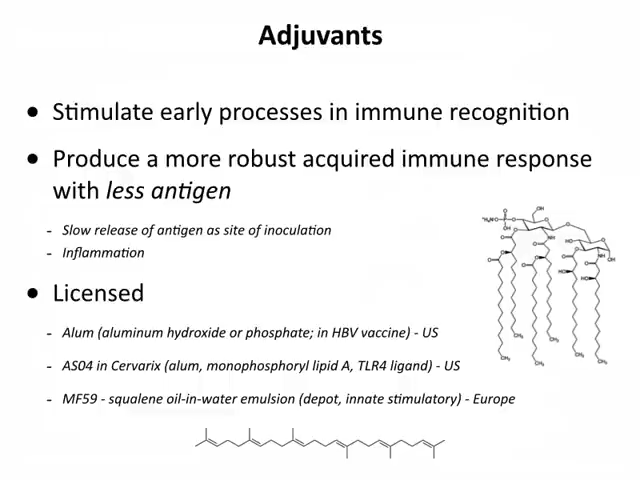 Adjuvants
• Stimulate early processes in immune recognition
• Produce a more robust acquired immune response
with less antigen
- Slow release of antigen as site of inoculation
- Inflammation
• Licensed
- Alum (aluminum hydroxide or phosphate; in HBV vaccine) - US
- AS04 in Cervarix (alum, monophosphoryl lipid A, TLR4 ligand) - US
- MF59 - squalene oil-in-water emulsion (depot, innate stimulatory) - Europe